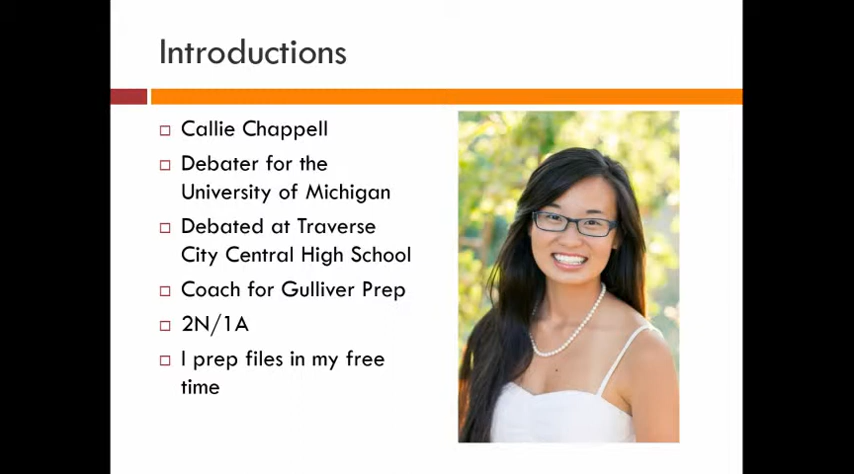 Introductions
Callie Chappell
Debater for the
University of Michigan
Debated at Traverse
City Central High School
Coach for Gulliver Prep
2N/1A
I prep files in my free
time